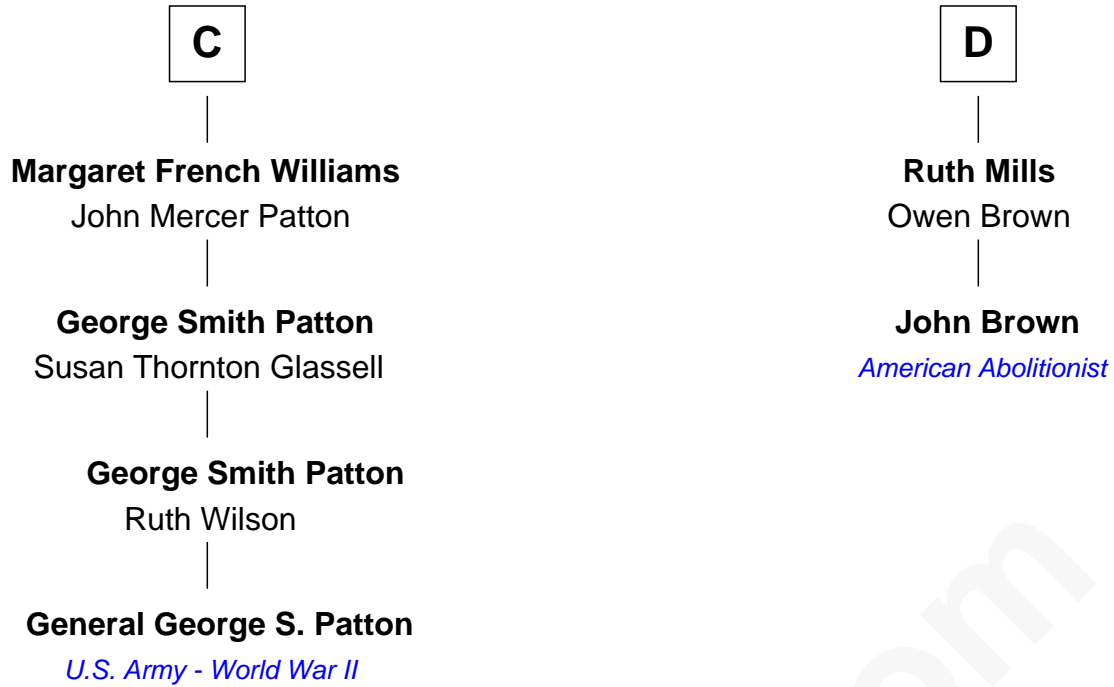 C
Margaret French Williams
John Mercer Patton
George Smith Patton
Susan Thornton Glassell
George Smith Patton
Ruth Wilson
General George S. Patton
U.S. Army - World War II
D
Ruth Mills
Owen Brown
John Brown
American Abolitionist
om